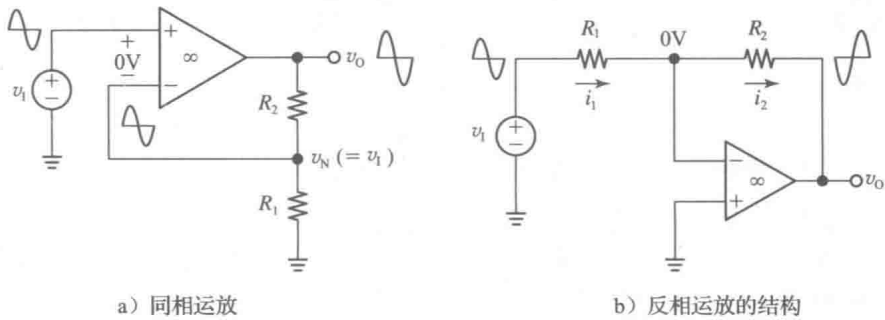 +
0V
−
+
∞
−
v_O
+
−
v_I
R_2
v_N (= v_I)
R_1
a）同相运放
R_1
0V
R_2
i_1
i_2
+
−
v_I
−
∞
+
v_O
b）反相运放的结构